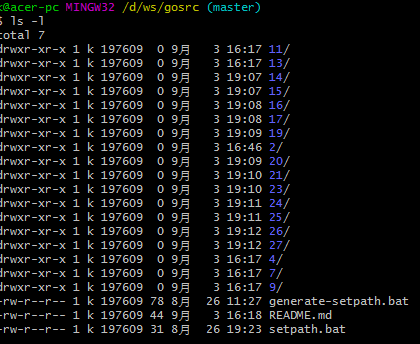 k@acer-pc MINGW32 /d/ws/gosrc (master)
$ ls -l
total 7
drwxr-xr-x 1 k 197609  0 9月   3 16:17 11/
drwxr-xr-x 1 k 197609  0 9月   3 16:17 13/
drwxr-xr-x 1 k 197609  0 9月   3 19:07 14/
drwxr-xr-x 1 k 197609  0 9月   3 19:07 15/
drwxr-xr-x 1 k 197609  0 9月   3 19:08 16/
drwxr-xr-x 1 k 197609  0 9月   3 19:08 17/
drwxr-xr-x 1 k 197609  0 9月   3 19:09 19/
drwxr-xr-x 1 k 197609  0 9月   3 16:46 2/
drwxr-xr-x 1 k 197609  0 9月   3 19:09 20/
drwxr-xr-x 1 k 197609  0 9月   3 19:10 21/
drwxr-xr-x 1 k 197609  0 9月   3 19:10 23/
drwxr-xr-x 1 k 197609  0 9月   3 19:11 24/
drwxr-xr-x 1 k 197609  0 9月   3 19:11 25/
drwxr-xr-x 1 k 197609  0 9月   3 19:12 26/
drwxr-xr-x 1 k 197609  0 9月   3 19:12 27/
drwxr-xr-x 1 k 197609  0 9月   3 16:17 4/
drwxr-xr-x 1 k 197609  0 9月   3 16:17 7/
drwxr-xr-x 1 k 197609  0 9月   3 16:17 9/
-rw-r--r-- 1 k 197609 78 8月  26 11:27 generate-setpath.bat
-rw-r--r-- 1 k 197609 44 9月   3 16:18 README.md
-rw-r--r-- 1 k 197609 31 8月  26 19:23 setpath.bat